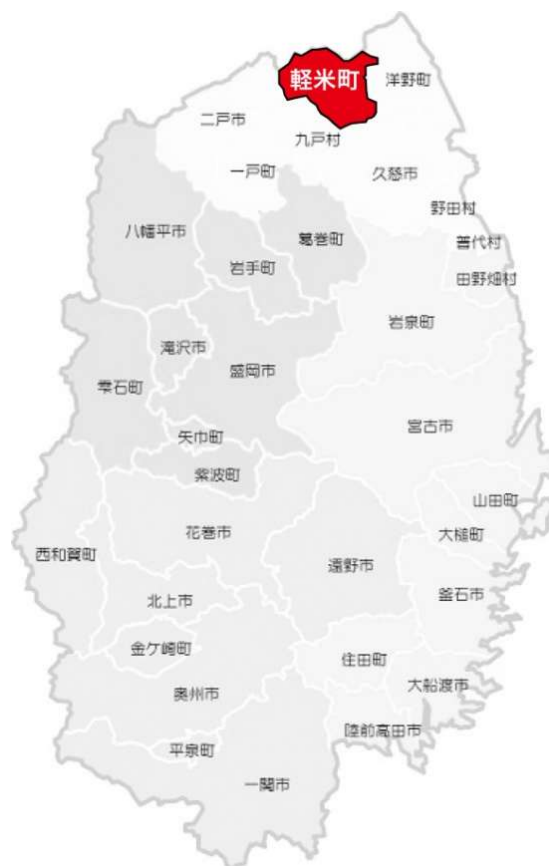 軽米町
洋野町
二戸市
九戸村
一戸町
久慈市
野田村
八幡平市
葛巻町
普代村
岩手町
田野畑村
岩泉町
滝沢市
盛岡市
雫石町
宮古市
矢巾町
紫波町
山田町
花巻市
大槌町
西和賀町
遠野市
釜石市
北上市
金ケ崎町
住田町
大船渡市
奥州市
陸前高田市
平泉町
一関市